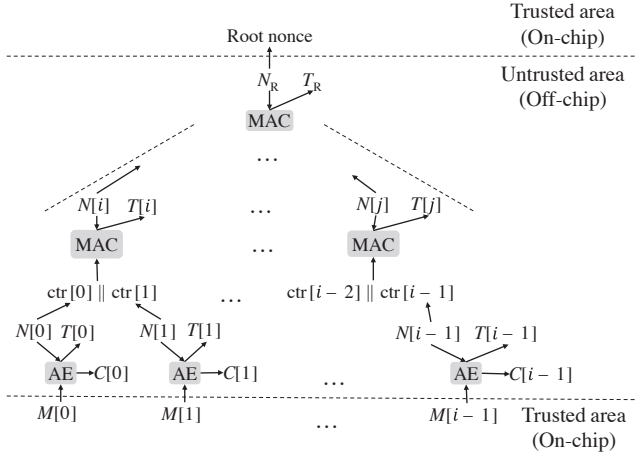 Trusted area
(On-chip)
Root nonce
Untrusted area
(Off-chip)
N_R T_R
MAC
...
N[i] T[i] ... N[j] T[j]
MAC ... MAC
ctr[0] || ctr[1] ... ctr[i − 2] || ctr[i − 1]
N[0] T[0] N[1] T[1] N[i − 1] T[i − 1]
AE C[0] AE C[1] ... AE C[i − 1]
M[0] M[1] ... M[i − 1]
Trusted area
(On-chip)